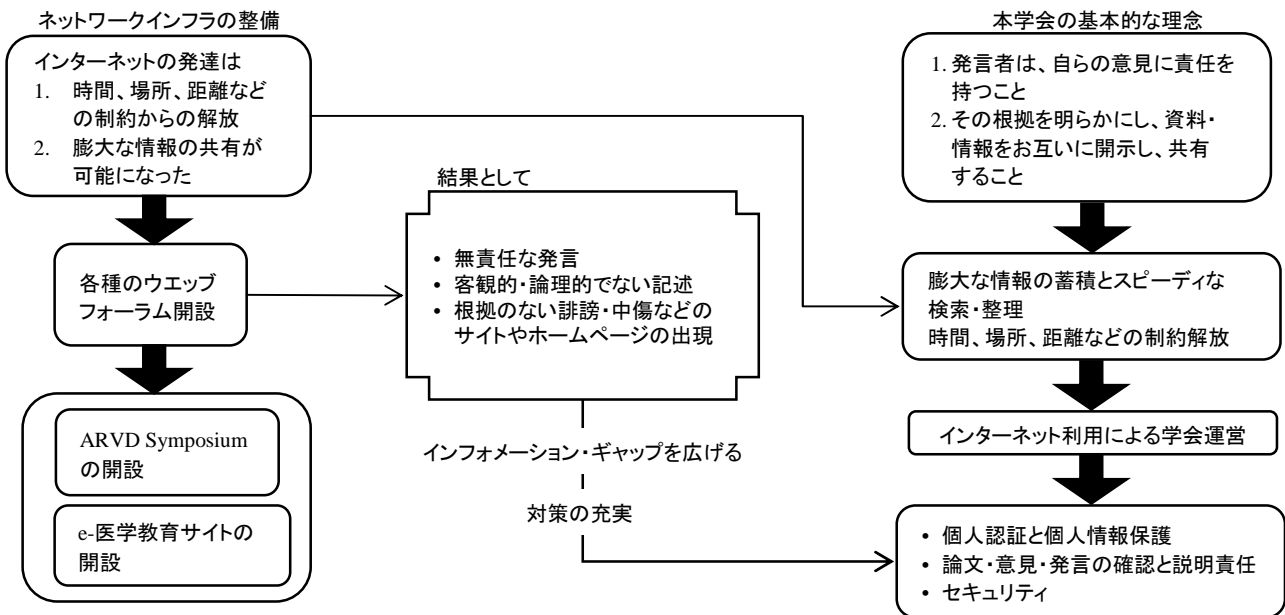 ネットワークインフラの整備
インターネットの発達は
1. 時間、場所、距離など
の制約からの解放
2. 膨大な情報の共有が
可能になった
各種のウエッブ
フォーラム開設
ARVD Symposium
の開設
e-医学教育サイトの
開設
結果として
• 無責任な発言
• 客観的・論理的でない記述
• 根拠のない誹謗・中傷などの
サイトやホームページの出現
インフォメーション・ギャップを広げる
対策の充実
本学会の基本的な理念
1. 発言者は、自らの意見に責任を
持つこと
2. その根拠を明らかにし、資料・
情報をお互いに開示し、共有
すること
膨大な情報の蓄積とスピーディな
検索・整理
時間、場所、距離などの制約解放
インターネット利用による学会運営
• 個人認証と個人情報保護
• 論文・意見・発言の確認と説明責任
• セキュリティ